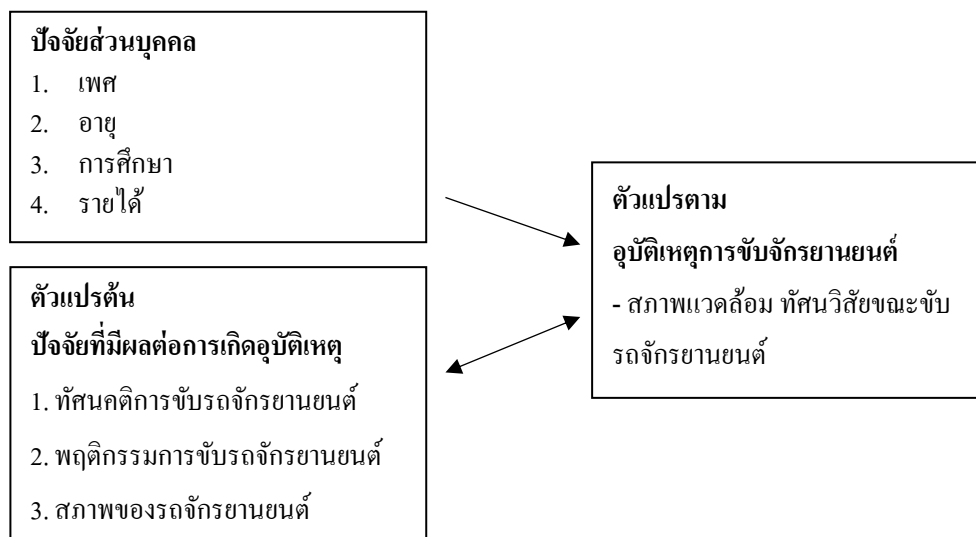 ปัจจัยส่วนบุคคล
1. เพศ
2. อายุ
3. การศึกษา
4. รายได้
ตัวแปรต้น
ปัจจัยที่มีผลต่อการเกิดอุบัติเหตุ
1. ทัศนคติการขับรถจักรยานยนต์
2. พฤติกรรมการขับรถจักรยานยนต์
3. สภาพของรถจักรยานยนต์
ตัวแปรตาม
อุบัติเหตุการขับจักรยานยนต์
- สภาพแวดล้อม ทัศนวิสัยขณะขับ
รถจักรยานยนต์